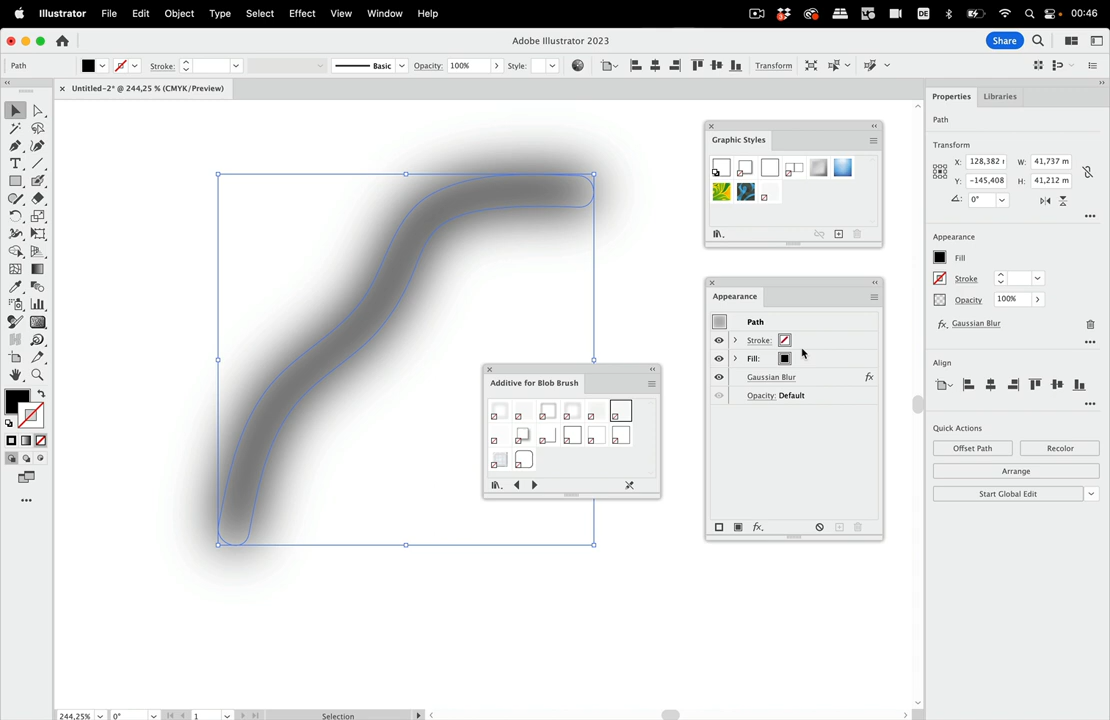 Illustrator File Edit Object Type Select Effect View Window Help DE 00:46
Adobe Illustrator 2023
Share
Path Stroke: Basic Opacity: 100% Style: Transform
Untitled-2* @ 244,25 % (CMYK/Preview)
Properties Libraries
Path
Transform
X: 128,382 W: 41,737 m
Y: −145,408 H: 41,212 m
0°
Appearance
Fill
Stroke
Opacity 100%
fx Gaussian Blur
Align
Quick Actions
Offset Path Recolor
Arrange
Start Global Edit
Graphic Styles
Appearance
Path
Stroke:
Fill:
Gaussian Blur fx
Opacity: Default
fx
Additive for Blob Brush
244,25% 0° 1 Selection